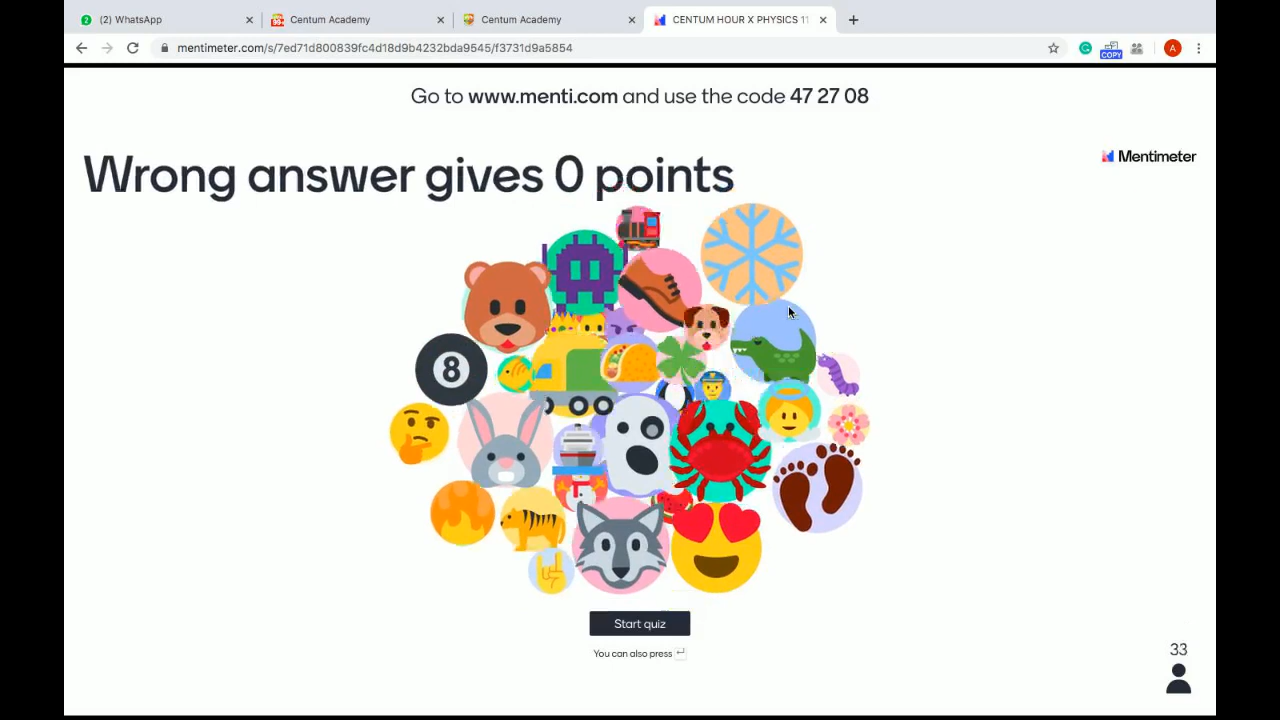 (2) WhatsApp
Centum Academy
Centum Academy
CENTUM HOUR X PHYSICS 11
mentimeter.com/s/7ed71d800839fc4d18d9b4232bda9545/f3731d9a5854
COPY
A
Go to www.menti.com and use the code 47 27 08
Mentimeter
Wrong answer gives 0 points
8
Start quiz
You can also press
33